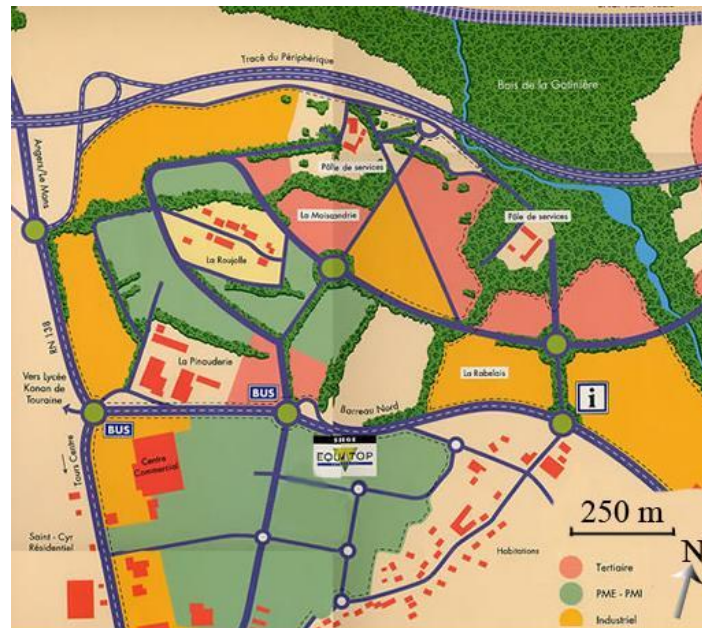 Tracé du Périphérique
Bois de la Gatinière
Angers/Le Mans
Pôle de services
La Moisandrie
Pôle de services
La Roujolle
RN 138
La Pinauderie
La Rabelais
Vers Lycée
Konan de
Touraine
BUS
BUS
Barreau Nord
i
SIEGE
EQUITOP
Centre
Commercial
Tours Centre
Saint - Cyr
Résidentiel
Habitations
250 m
N
Tertiaire
PME - PMI
Industriel